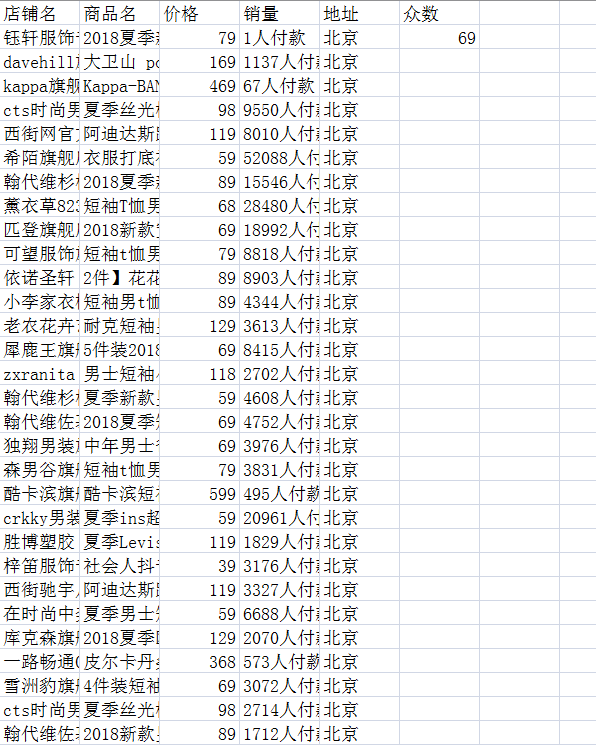 店铺名 商品名 价格 销量 地址 众数
钰轩服饰 2018夏季 79 1人付款 北京 69
davehill 大卫山 po 169 1137人付 北京
kappa旗舰 Kappa-BAN 469 67人付款 北京
cts时尚男 夏季丝光 98 9550人付 北京
西街网官 阿迪达斯 119 8010人付 北京
希陌旗舰 衣服打底 59 52088人付 北京
翰代维杉 2018夏季 89 15546人付 北京
薰衣草823 短袖T恤男 68 28480人付 北京
匹登旗舰 2018新款 69 18992人付 北京
可望服饰 短袖t恤男 79 8818人付 北京
依诺圣轩 2件】花花 89 8903人付 北京
小李家衣 短袖男t恤 89 4344人付 北京
老农花卉 耐克短袖 129 3613人付 北京
犀鹿王旗 5件装2018 69 8415人付 北京
zxranita 男士短袖 118 2702人付 北京
翰代维杉 夏季新款 59 4608人付 北京
翰代维佐 2018夏季 69 4752人付 北京
独翔男装 中年男士 69 3976人付 北京
森男谷旗 短袖t恤男 79 3831人付 北京
酷卡滨旗 酷卡滨短 599 495人付款 北京
crkky男装 夏季ins超 59 20961人付 北京
胜博塑胶 夏季Levis 119 1829人付 北京
梓笛服饰 社会人抖 39 3176人付 北京
西街驰宇 阿迪达斯 119 3327人付 北京
在时尚中 夏季男士 59 6688人付 北京
库克森旗 2018夏季 129 2070人付 北京
一路畅通 皮尔卡丹 368 573人付款 北京
雪洲豹旗 4件装短袖 69 3072人付 北京
cts时尚男 夏季丝光 98 2714人付 北京
翰代维佐 2018新款 89 1712人付 北京